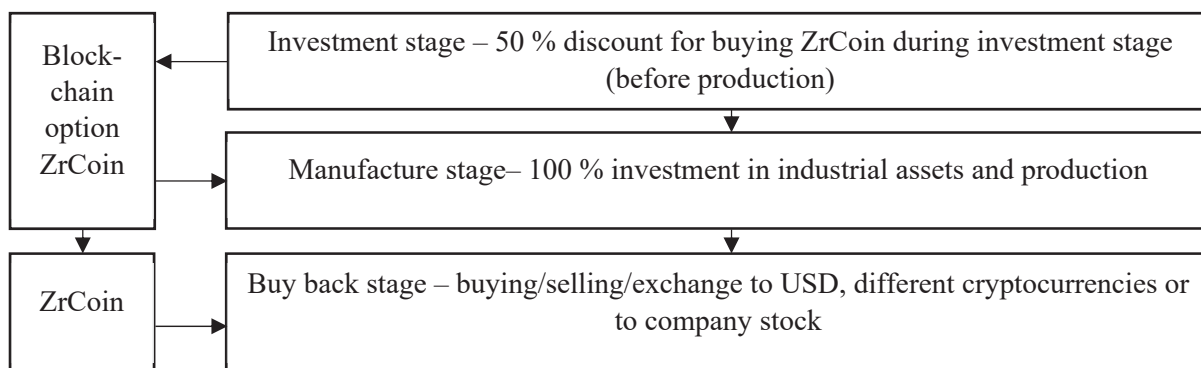 Block-
chain
option
ZrCoin
Investment stage – 50 % discount for buying ZrCoin during investment stage
(before production)
Manufacture stage– 100 % investment in industrial assets and production
ZrCoin
Buy back stage – buying/selling/exchange to USD, different cryptocurrencies or
to company stock